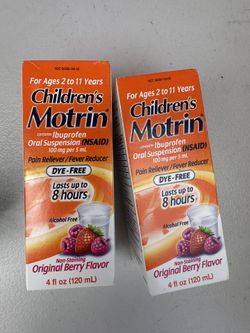 For Ages 2 to 11 Years
Children's
Motrin®
contains Ibuprofen
Oral Suspension (NSAID)
100 mg per 5 mL
Pain Reliever/Fever Reducer
DYE-FREE
Lasts up to
8 hours
Alcohol Free
Non-Staining
Original Berry Flavor
4 fl oz (120 mL)
For Ages 2 to 11 Years
Children's
Motrin®
contains Ibuprofen
Oral Suspension (NSAID)
100 mg per 5 mL
Pain Reliever/Fever Reducer
DYE-FREE
Lasts up to
8 hours
Alcohol Free
Non-Staining
Original Berry Flavor
4 fl oz (120 mL)